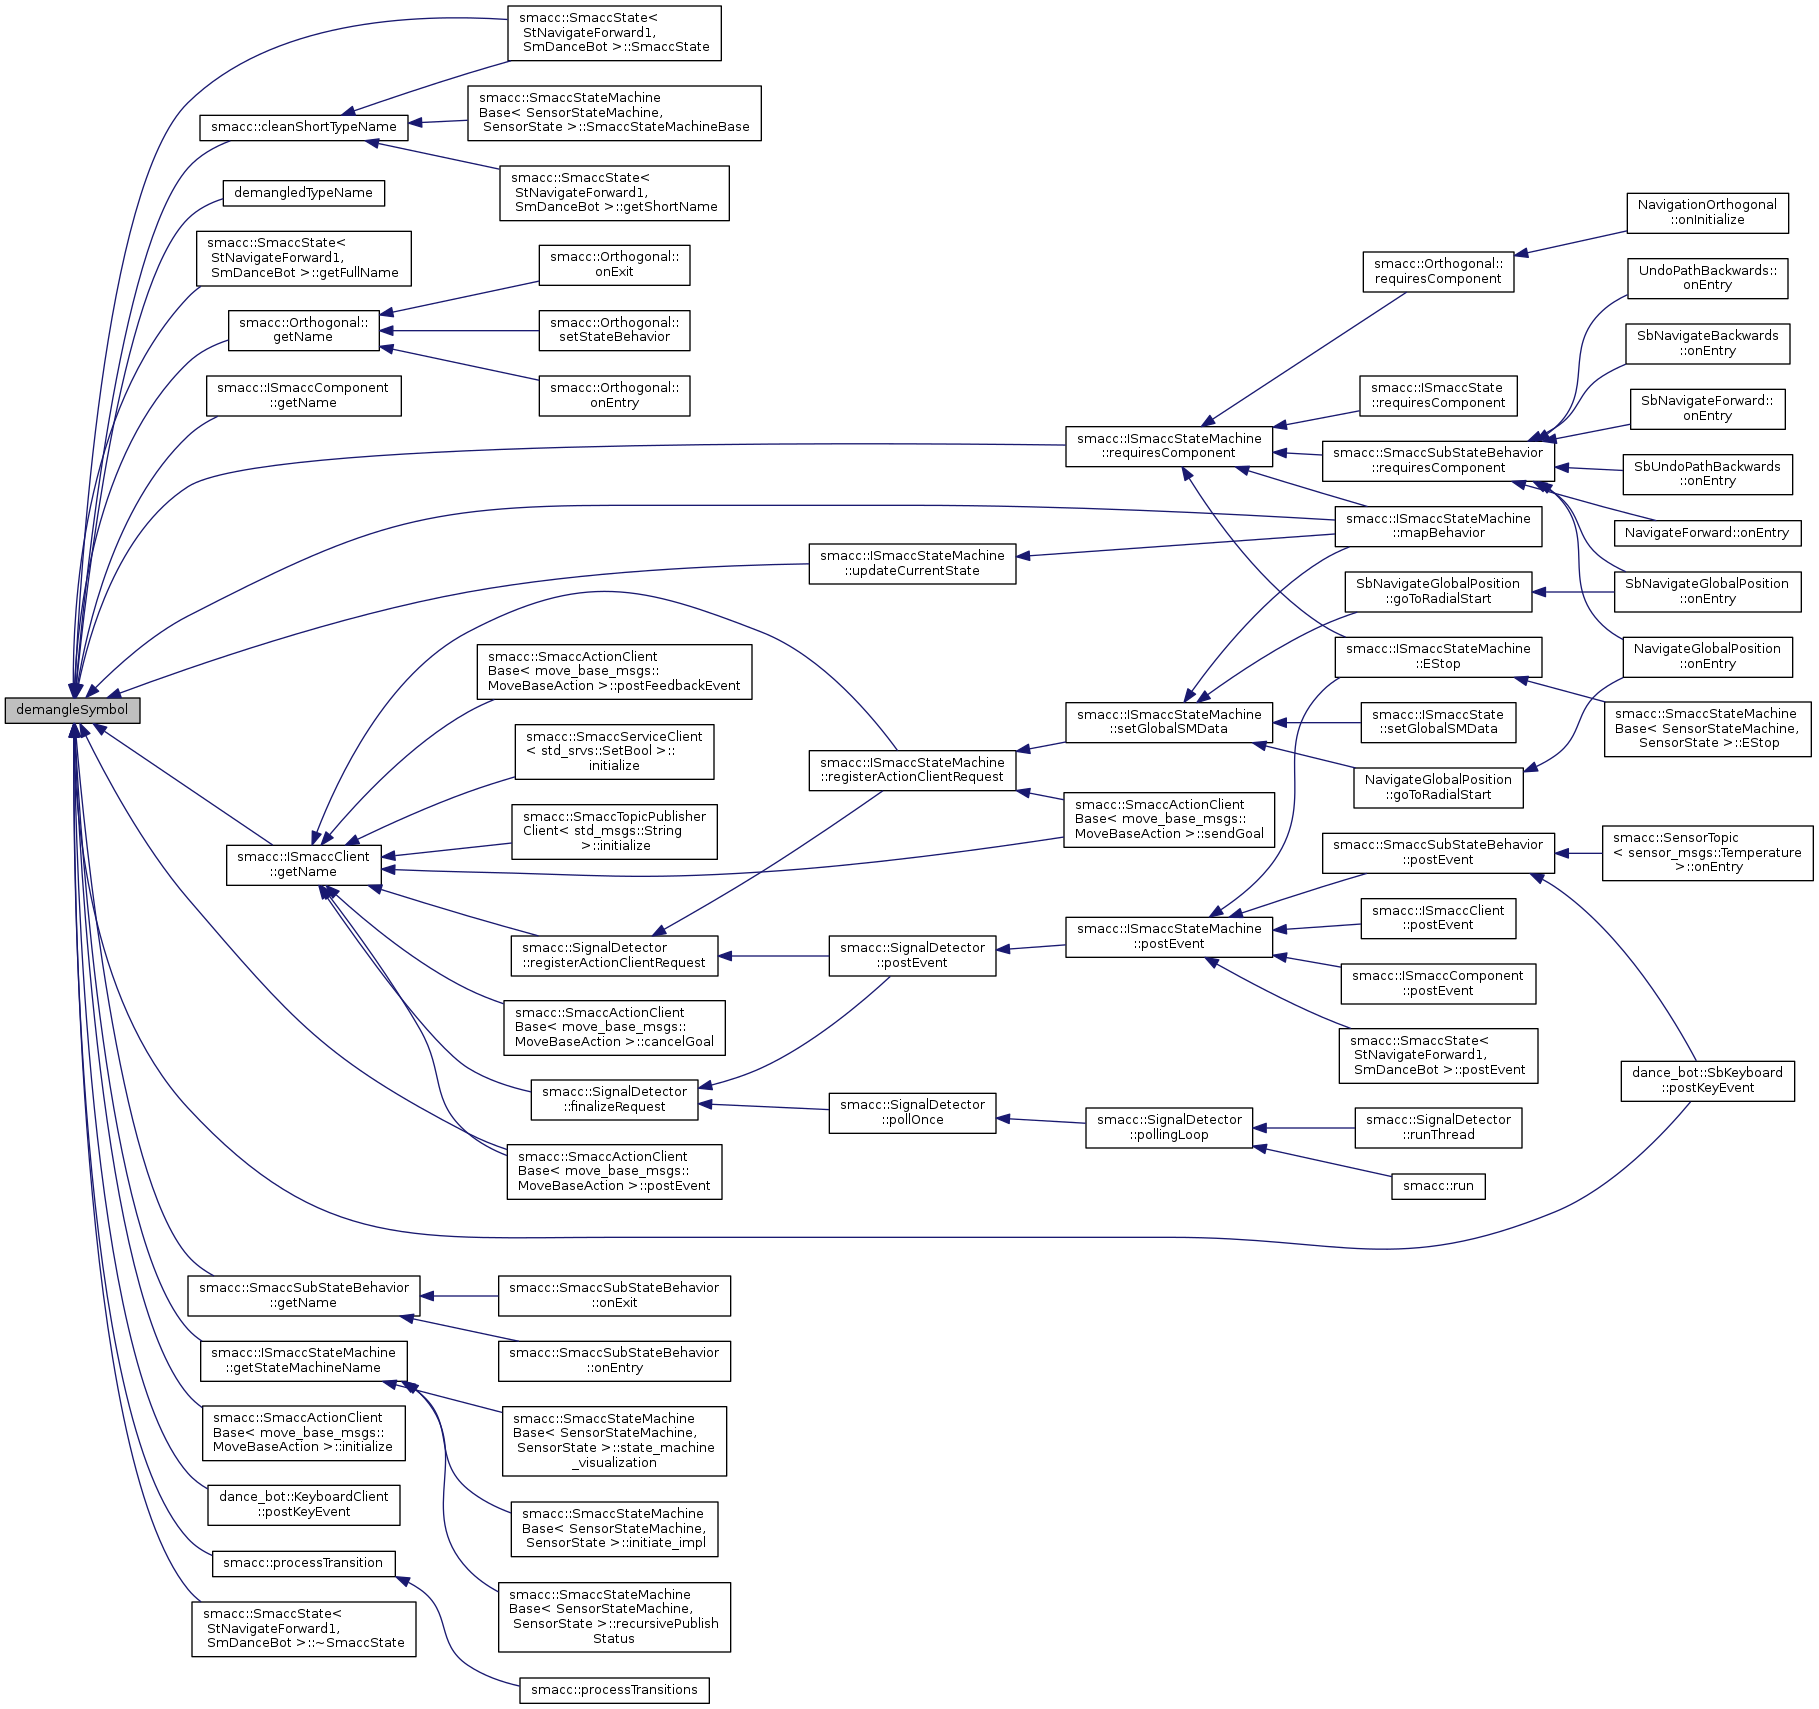 smacc::SmaccState<
StNavigateForward1,
SmDanceBot >::SmaccState
smacc::SmaccStateMachine
Base< SensorStateMachine,
SensorState >::SmaccStateMachineBase
smacc::cleanShortTypeName
smacc::SmaccState<
StNavigateForward1,
SmDanceBot >::getShortName
demangledTypeName
smacc::SmaccState<
StNavigateForward1,
SmDanceBot >::getFullName
smacc::Orthogonal::
onExit
smacc::Orthogonal::
getName
smacc::Orthogonal::
setStateBehavior
smacc::Orthogonal::
onEntry
smacc::ISmaccComponent
::getName
NavigationOrthogonal
::onInitialize
smacc::Orthogonal::
requiresComponent
UndoPathBackwards::
onEntry
SbNavigateBackwards
::onEntry
smacc::ISmaccState
::requiresComponent
SbNavigateForward::
onEntry
smacc::ISmaccStateMachine
::requiresComponent
smacc::SmaccSubStateBehavior
::requiresComponent
SbUndoPathBackwards
::onEntry
smacc::ISmaccStateMachine
::mapBehavior
NavigateForward::onEntry
smacc::ISmaccStateMachine
::updateCurrentState
SbNavigateGlobalPosition
::goToRadialStart
SbNavigateGlobalPosition
::onEntry
smacc::ISmaccStateMachine
::EStop
NavigateGlobalPosition
::onEntry
smacc::SmaccActionClient
Base< move_base_msgs::
MoveBaseAction >::postFeedbackEvent
demangleSymbol
smacc::ISmaccStateMachine
::setGlobalSMData
smacc::ISmaccState
::setGlobalSMData
smacc::SmaccStateMachine
Base< SensorStateMachine,
SensorState >::EStop
smacc::SmaccServiceClient
< std_srvs::SetBool >::
initialize
smacc::ISmaccStateMachine
::registerActionClientRequest
NavigateGlobalPosition
::goToRadialStart
smacc::SmaccActionClient
Base< move_base_msgs::
MoveBaseAction >::sendGoal
smacc::SmaccTopicPublisher
Client< std_msgs::String
>::initialize
smacc::ISmaccClient
::getName
smacc::SmaccSubStateBehavior
::postEvent
smacc::SensorTopic
< sensor_msgs::Temperature
>::onEntry
smacc::SignalDetector
::registerActionClientRequest
smacc::SignalDetector
::postEvent
smacc::ISmaccStateMachine
::postEvent
smacc::ISmaccClient
::postEvent
smacc::ISmaccComponent
::postEvent
smacc::SmaccActionClient
Base< move_base_msgs::
MoveBaseAction >::cancelGoal
smacc::SmaccState<
StNavigateForward1,
SmDanceBot >::postEvent
dance_bot::SbKeyboard
::postKeyEvent
smacc::SignalDetector
::finalizeRequest
smacc::SignalDetector
::pollOnce
smacc::SignalDetector
::pollingLoop
smacc::SignalDetector
::runThread
smacc::SmaccActionClient
Base< move_base_msgs::
MoveBaseAction >::postEvent
smacc::run
smacc::SmaccSubStateBehavior
::getName
smacc::SmaccSubStateBehavior
::onExit
smacc::ISmaccStateMachine
::getStateMachineName
smacc::SmaccSubStateBehavior
::onEntry
smacc::SmaccActionClient
Base< move_base_msgs::
MoveBaseAction >::initialize
smacc::SmaccStateMachine
Base< SensorStateMachine,
SensorState >::state_machine
_visualization
dance_bot::KeyboardClient
::postKeyEvent
smacc::SmaccStateMachine
Base< SensorStateMachine,
SensorState >::initiate_impl
smacc::processTransition
smacc::SmaccStateMachine
Base< SensorStateMachine,
SensorState >::recursivePublish
Status
smacc::SmaccState<
StNavigateForward1,
SmDanceBot >::~SmaccState
smacc::processTransitions